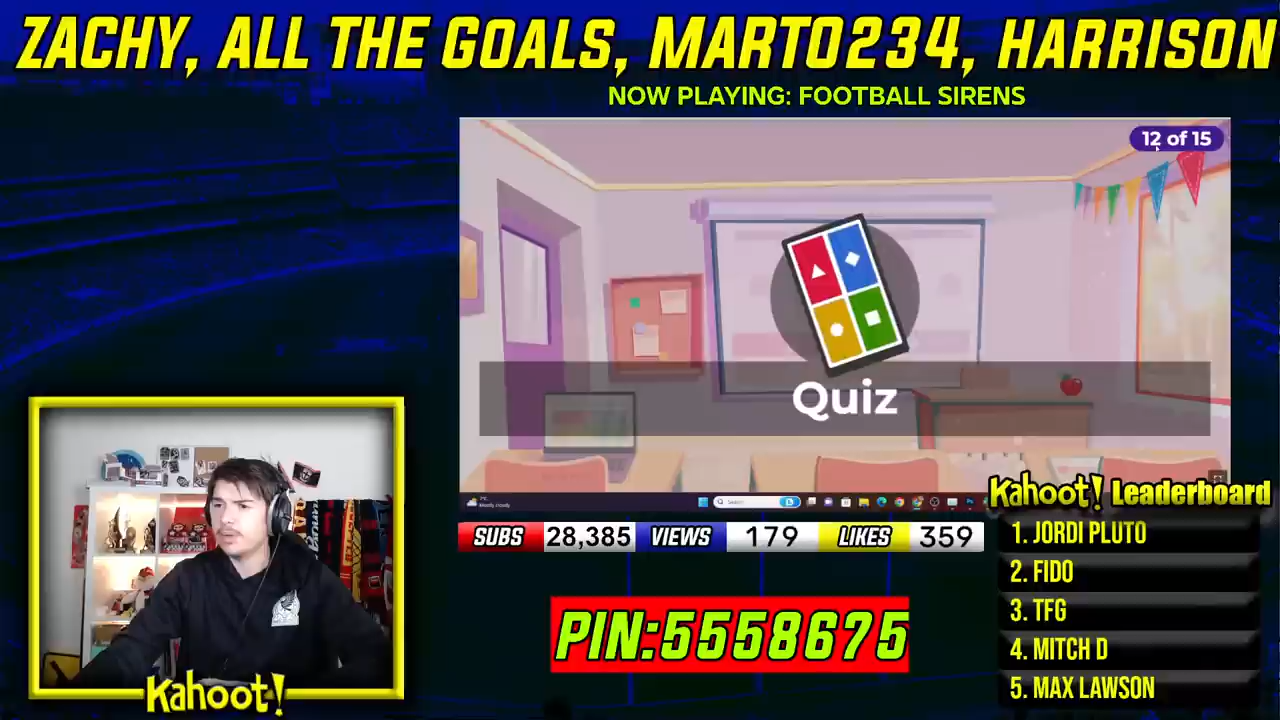 ZACHY, ALL THE GOALS, MARTO234, HARRISON
NOW PLAYING: FOOTBALL SIRENS
12 of 15
Quiz
Search
Kahoot! Leaderboard
SUBS 28,385 VIEWS 179 LIKES 359
1. JORDI PLUTO
2. FIDO
3. TFG
4. MITCH D
5. MAX LAWSON
PIN:5558675
Kahoot!